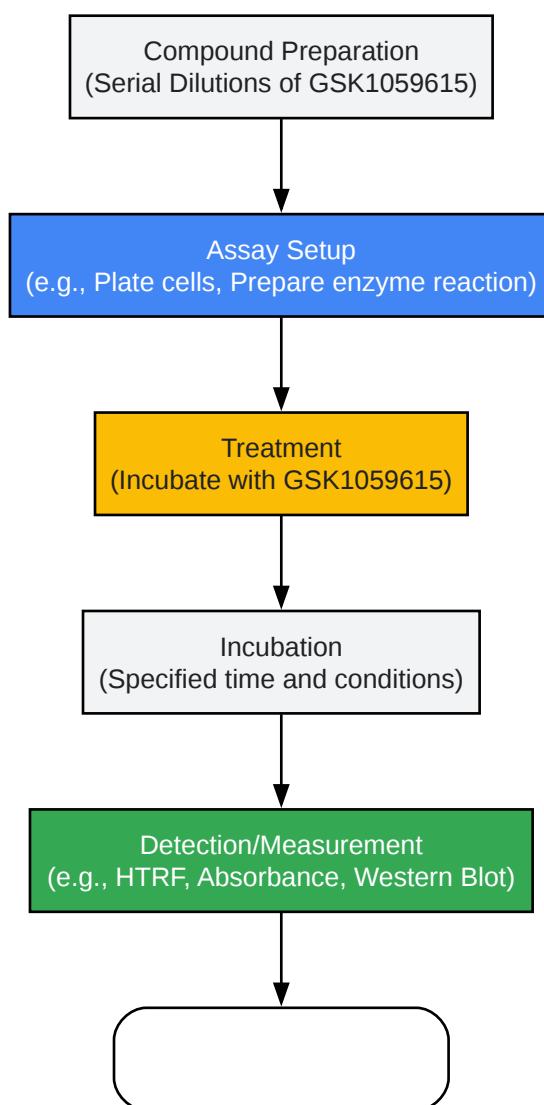 Compound Preparation
(Serial Dilutions of GSK1059615)
Assay Setup
(e.g., Plate cells, Prepare enzyme reaction)
Treatment
(Incubate with GSK1059615)
Incubation
(Specified time and conditions)
Detection/Measurement
(e.g., HTRF, Absorbance, Western Blot)